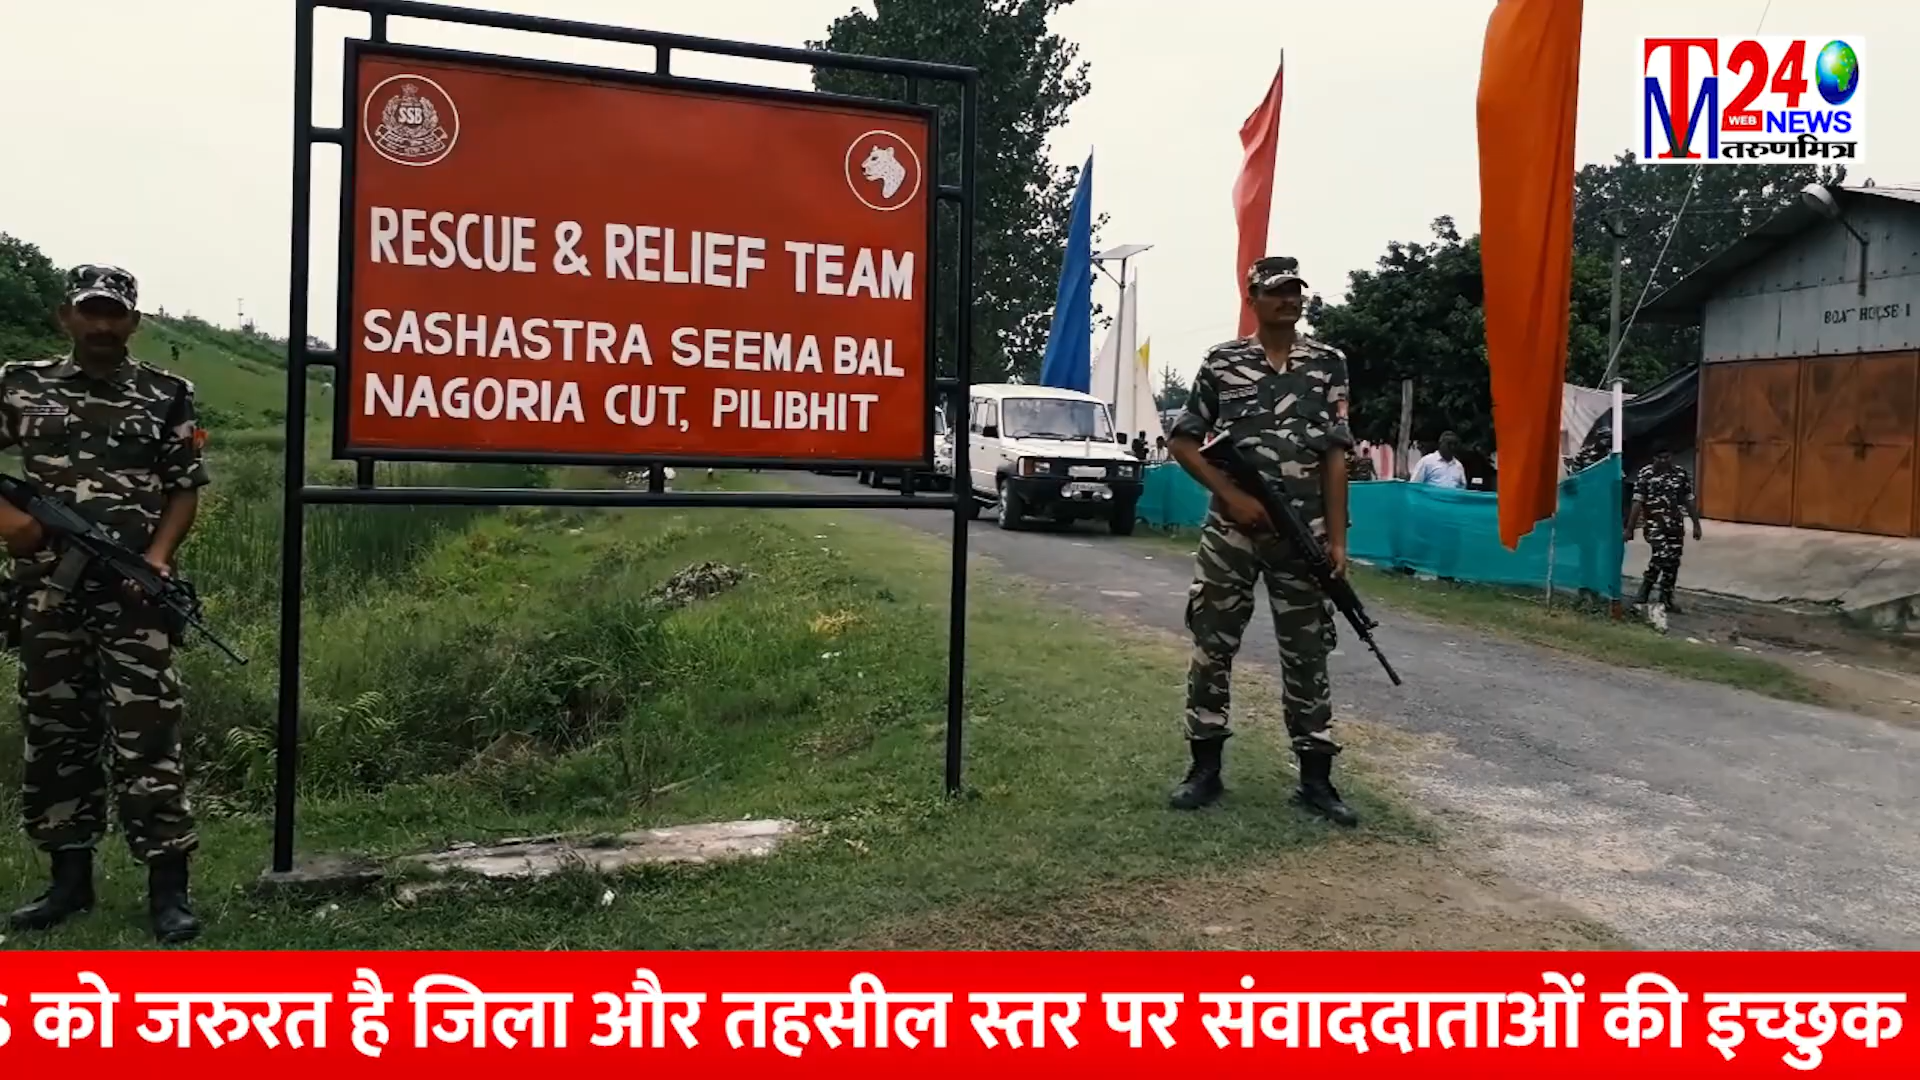 SSB
RESCUE & RELIEF TEAM
SASHASTRA SEEMA BAL
NAGORIA CUT, PILIBHIT
TM 24
WEB NEWS
तरुणमित्र
BOAT HOUSE-1
को जरुरत है जिला और तहसील स्तर पर संवाददाताओं की इच्छुक